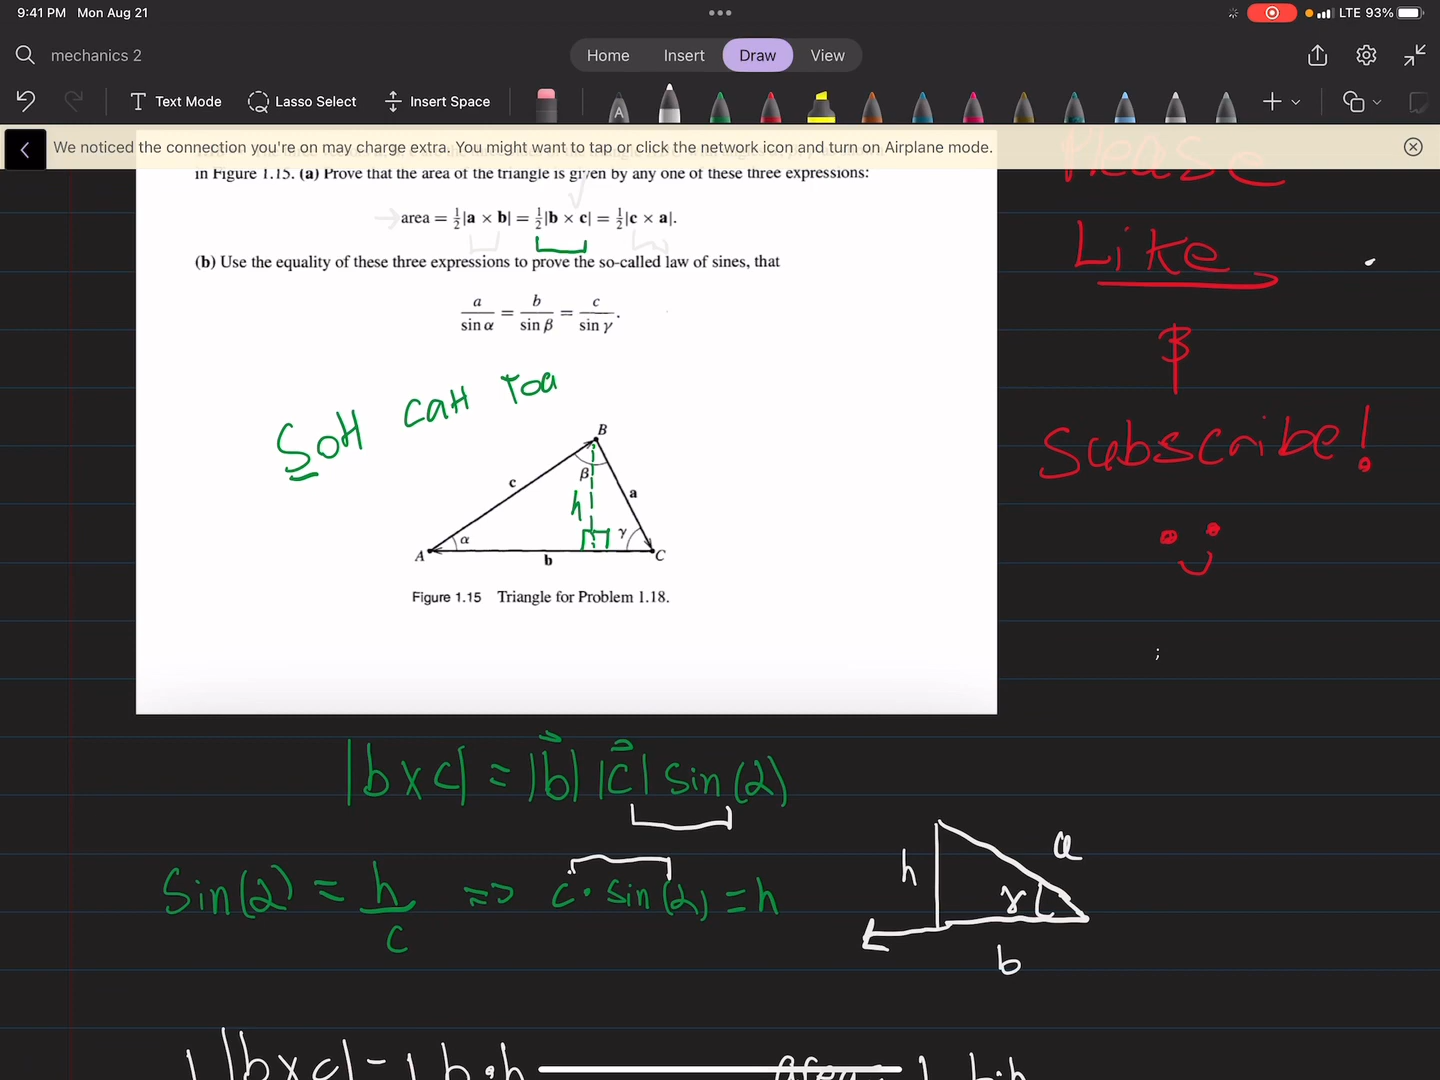 9:41 PM Mon Aug 21
LTE 93%
mechanics 2
Home Insert Draw View
Text Mode Lasso Select Insert Space
A
We noticed the connection you're on may charge extra. You might want to tap or click the network icon and turn on Airplane mode.
in Figure 1.15. (a) Prove that the area of the triangle is given by any one of these three expressions:
→ area = ½|a × b| = ½|b × c| = ½|c × a|.
(b) Use the equality of these three expressions to prove the so-called law of sines, that
a/sin α = b/sin β = c/sin γ.
SOH CAH TOA
B
c β a
h
A α γ C
b
Figure 1.15 Triangle for Problem 1.18.
Please
Like
$
Subscribe!
;
|b×c| = |b⃗| |c⃗| sin(α)
Sin(α) = h/c => c · sin(α) = h
h a
γ
b
|bxc| = 1 b·h
area = 1 b·h